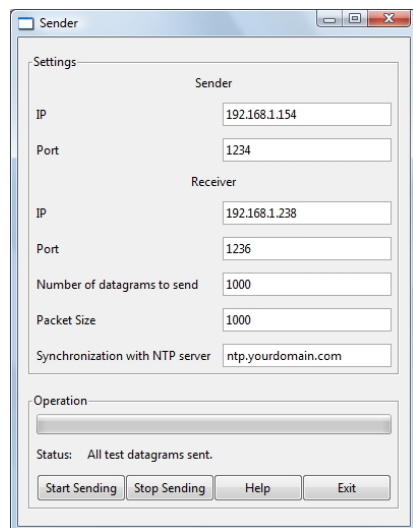 Sender
Settings
Sender
IP 192.168.1.154
Port 1234
Receiver
IP 192.168.1.238
Port 1236
Number of datagrams to send 1000
Packet Size 1000
Synchronization with NTP server ntp.yourdomain.com
Operation
Status: All test datagrams sent.
Start Sending Stop Sending Help Exit